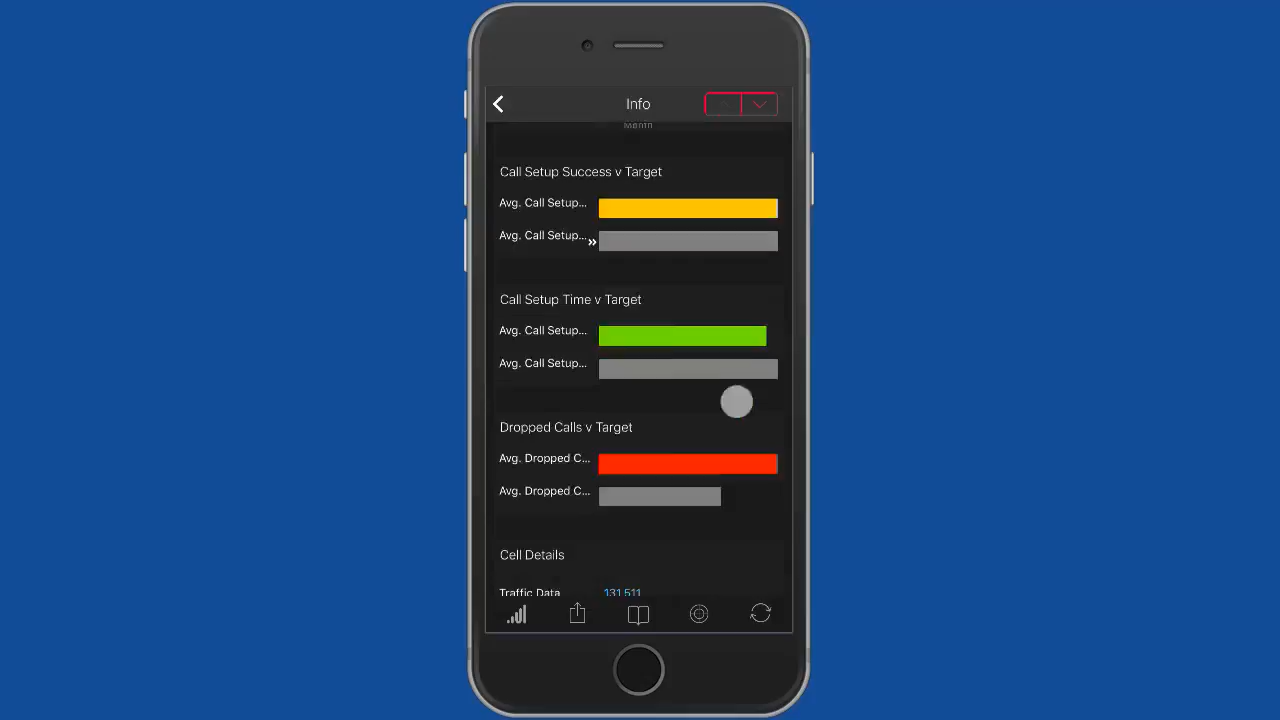 Info
Month
Call Setup Success v Target
Avg. Call Setup...
Avg. Call Setup... »
Call Setup Time v Target
Avg. Call Setup...
Avg. Call Setup...
Dropped Calls v Target
Avg. Dropped C...
Avg. Dropped C...
Cell Details
Traffic Data 131,511